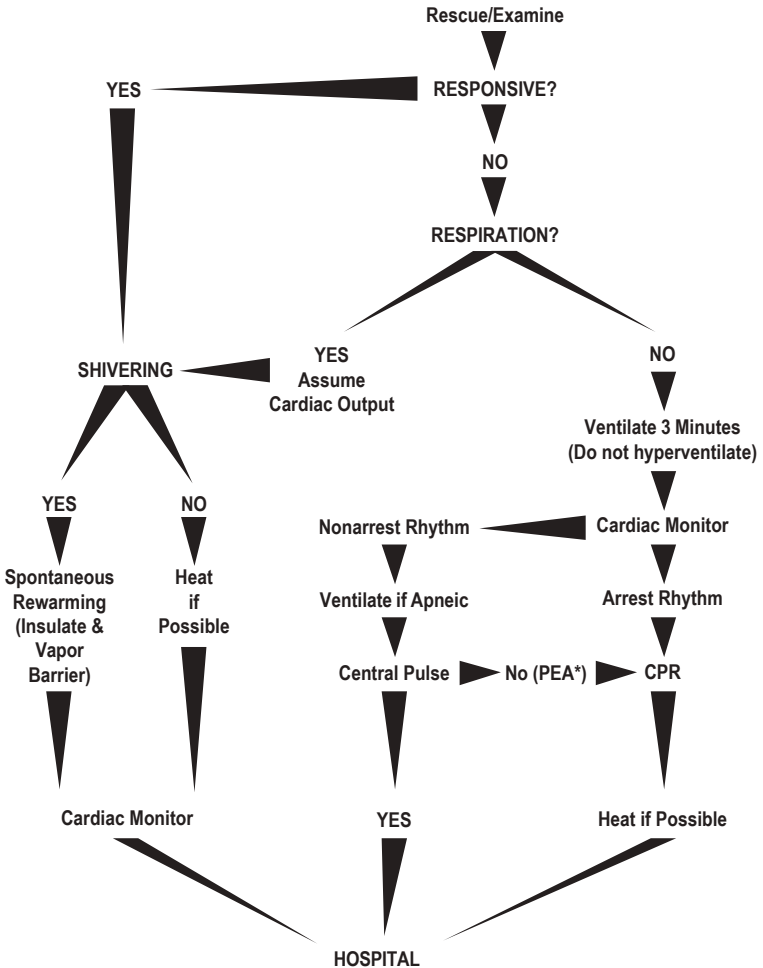 Rescue/Examine
YES
RESPONSIVE?
NO
RESPIRATION?
SHIVERING
YES
Assume
Cardiac Output
NO
Ventilate 3 Minutes
(Do not hyperventilate)
YES
NO
Nonarrest Rhythm
Cardiac Monitor
Spontaneous
Rewarming
(Insulate &
Vapor
Barrier)
Heat
if
Possible
Ventilate if Apneic
Arrest Rhythm
Central Pulse
No (PEA*)
CPR
Cardiac Monitor
YES
Heat if Possible
HOSPITAL